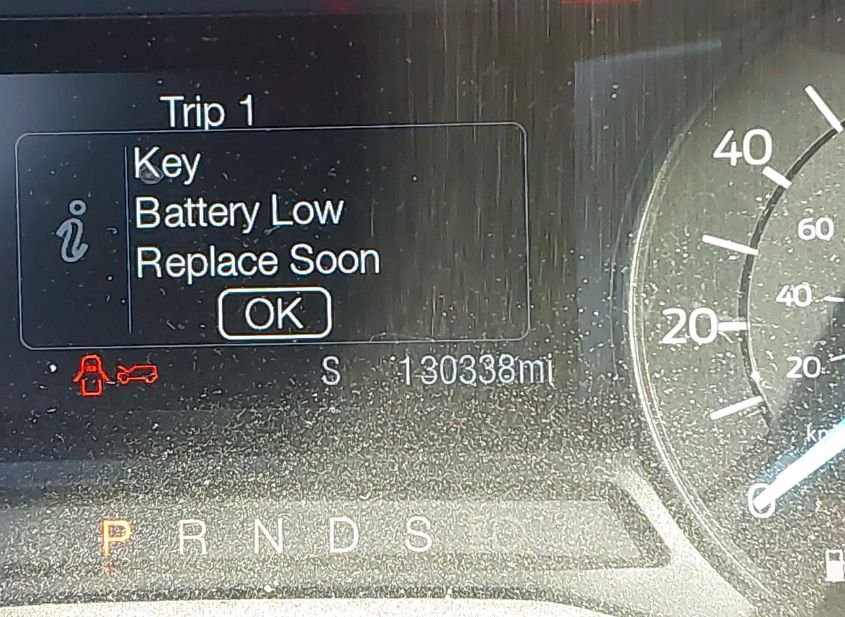 Trip 1
Key
Battery Low
Replace Soon
OK
S 130338mi
P R N D S
40
20
0
60
40
20